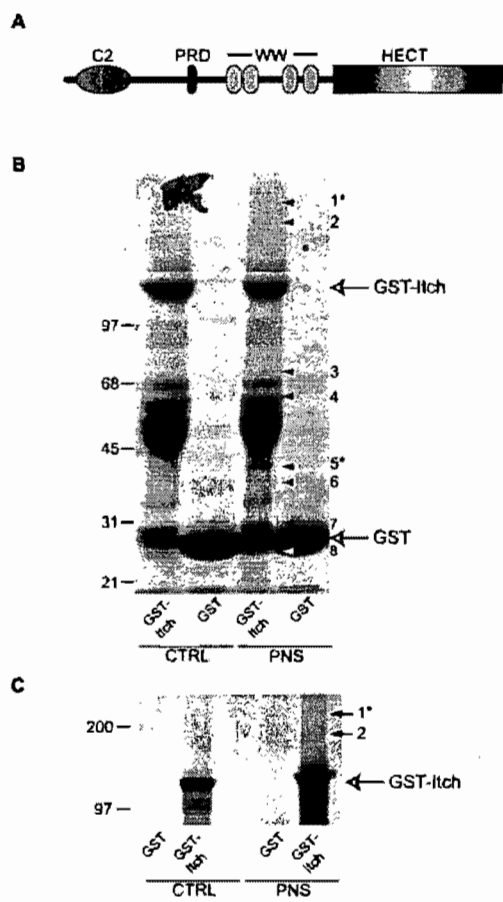 A
C2 PRD WW HECT
B
1*
2
GST-Itch
97
3
68
4
45
5*
6
31
7
GST
8
21
GST-Itch GST GST-Itch GST
CTRL PNS
C
1*
200
2
GST-Itch
97
GST GST-Itch GST GST-Itch
CTRL PNS